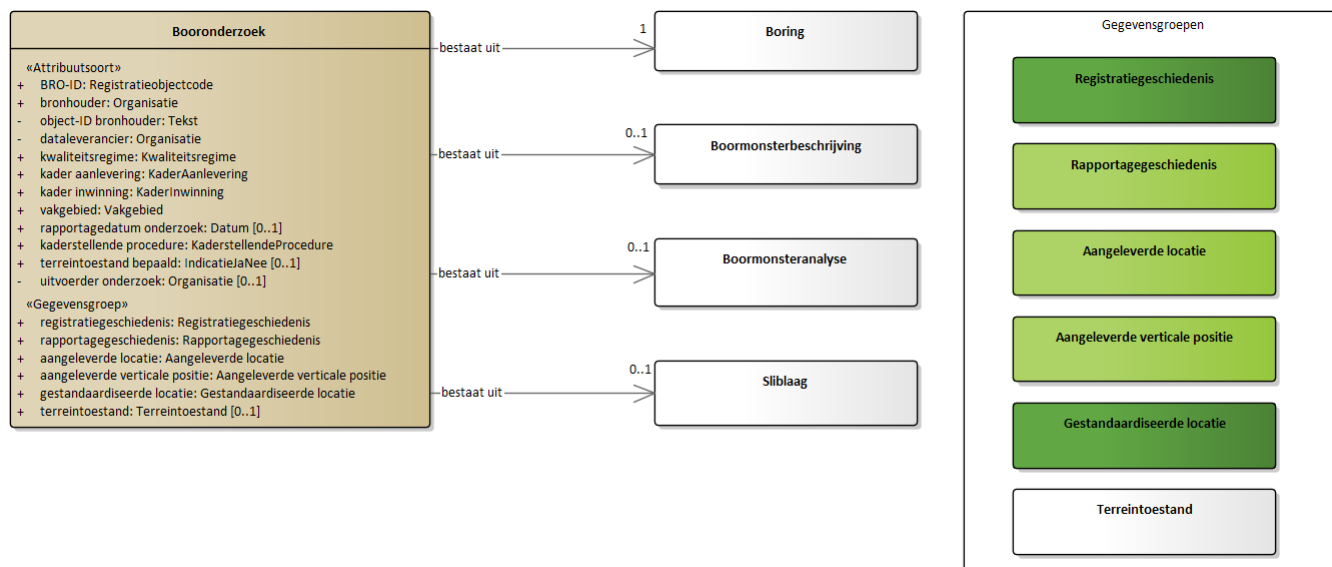 Booronderzoek
«Attribuutsoort»
+ BRO-ID: Registratieobjectcode
+ bronhouder: Organisatie
- object-ID bronhouder: Tekst
- dataleverancier: Organisatie
+ kwaliteitsregime: Kwaliteitsregime
+ kader aanlevering: KaderAanlevering
+ kader inwinning: KaderInwinning
+ vakgebied: Vakgebied
+ rapportagedatum onderzoek: Datum [0..1]
+ kaderstellende procedure: KaderstellendeProcedure
+ terreintoestand bepaald: IndicatieJaNee [0..1]
- uitvoerder onderzoek: Organisatie [0..1]
«Gegevensgroep»
+ registratiegeschiedenis: Registratiegeschiedenis
+ rapportagegeschiedenis: Rapportagegeschiedenis
+ aangeleverde locatie: Aangeleverde locatie
+ aangeleverde verticale positie: Aangeleverde verticale positie
+ gestandaardiseerde locatie: Gestandaardiseerde locatie
+ terreintoestand: Terreintoestand [0..1]
bestaat uit
1
Boring
bestaat uit
0..1
Boormonsterbeschrijving
bestaat uit
0..1
Boormonsteranalyse
bestaat uit
0..1
Sliblaag
Gegevensgroepen
Registratiegeschiedenis
Rapportagegeschiedenis
Aangeleverde locatie
Aangeleverde verticale positie
Gestandaardiseerde locatie
Terreintoestand